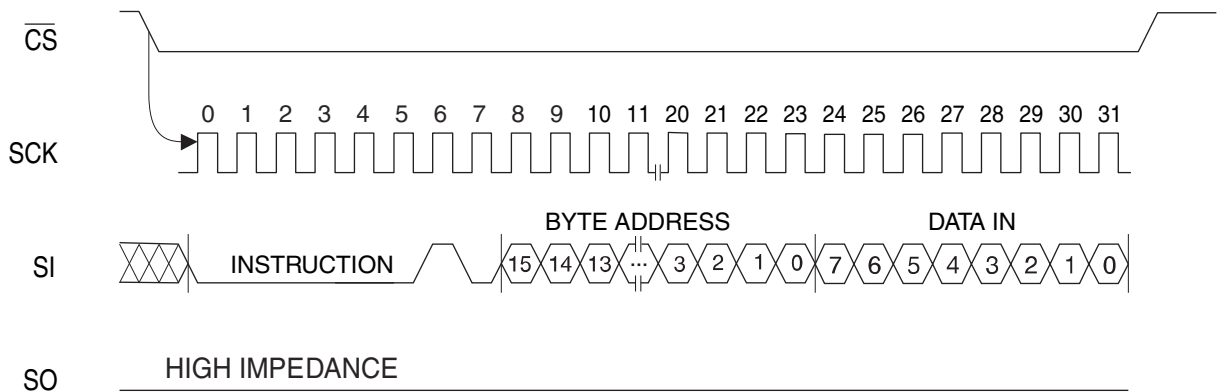 CS
0 1 2 3 4 5 6 7 8 9 10 11 20 21 22 23 24 25 26 27 28 29 30 31
SCK
BYTE ADDRESS DATA IN
SI INSTRUCTION 15 14 13 ... 3 2 1 0 7 6 5 4 3 2 1 0
HIGH IMPEDANCE
SO